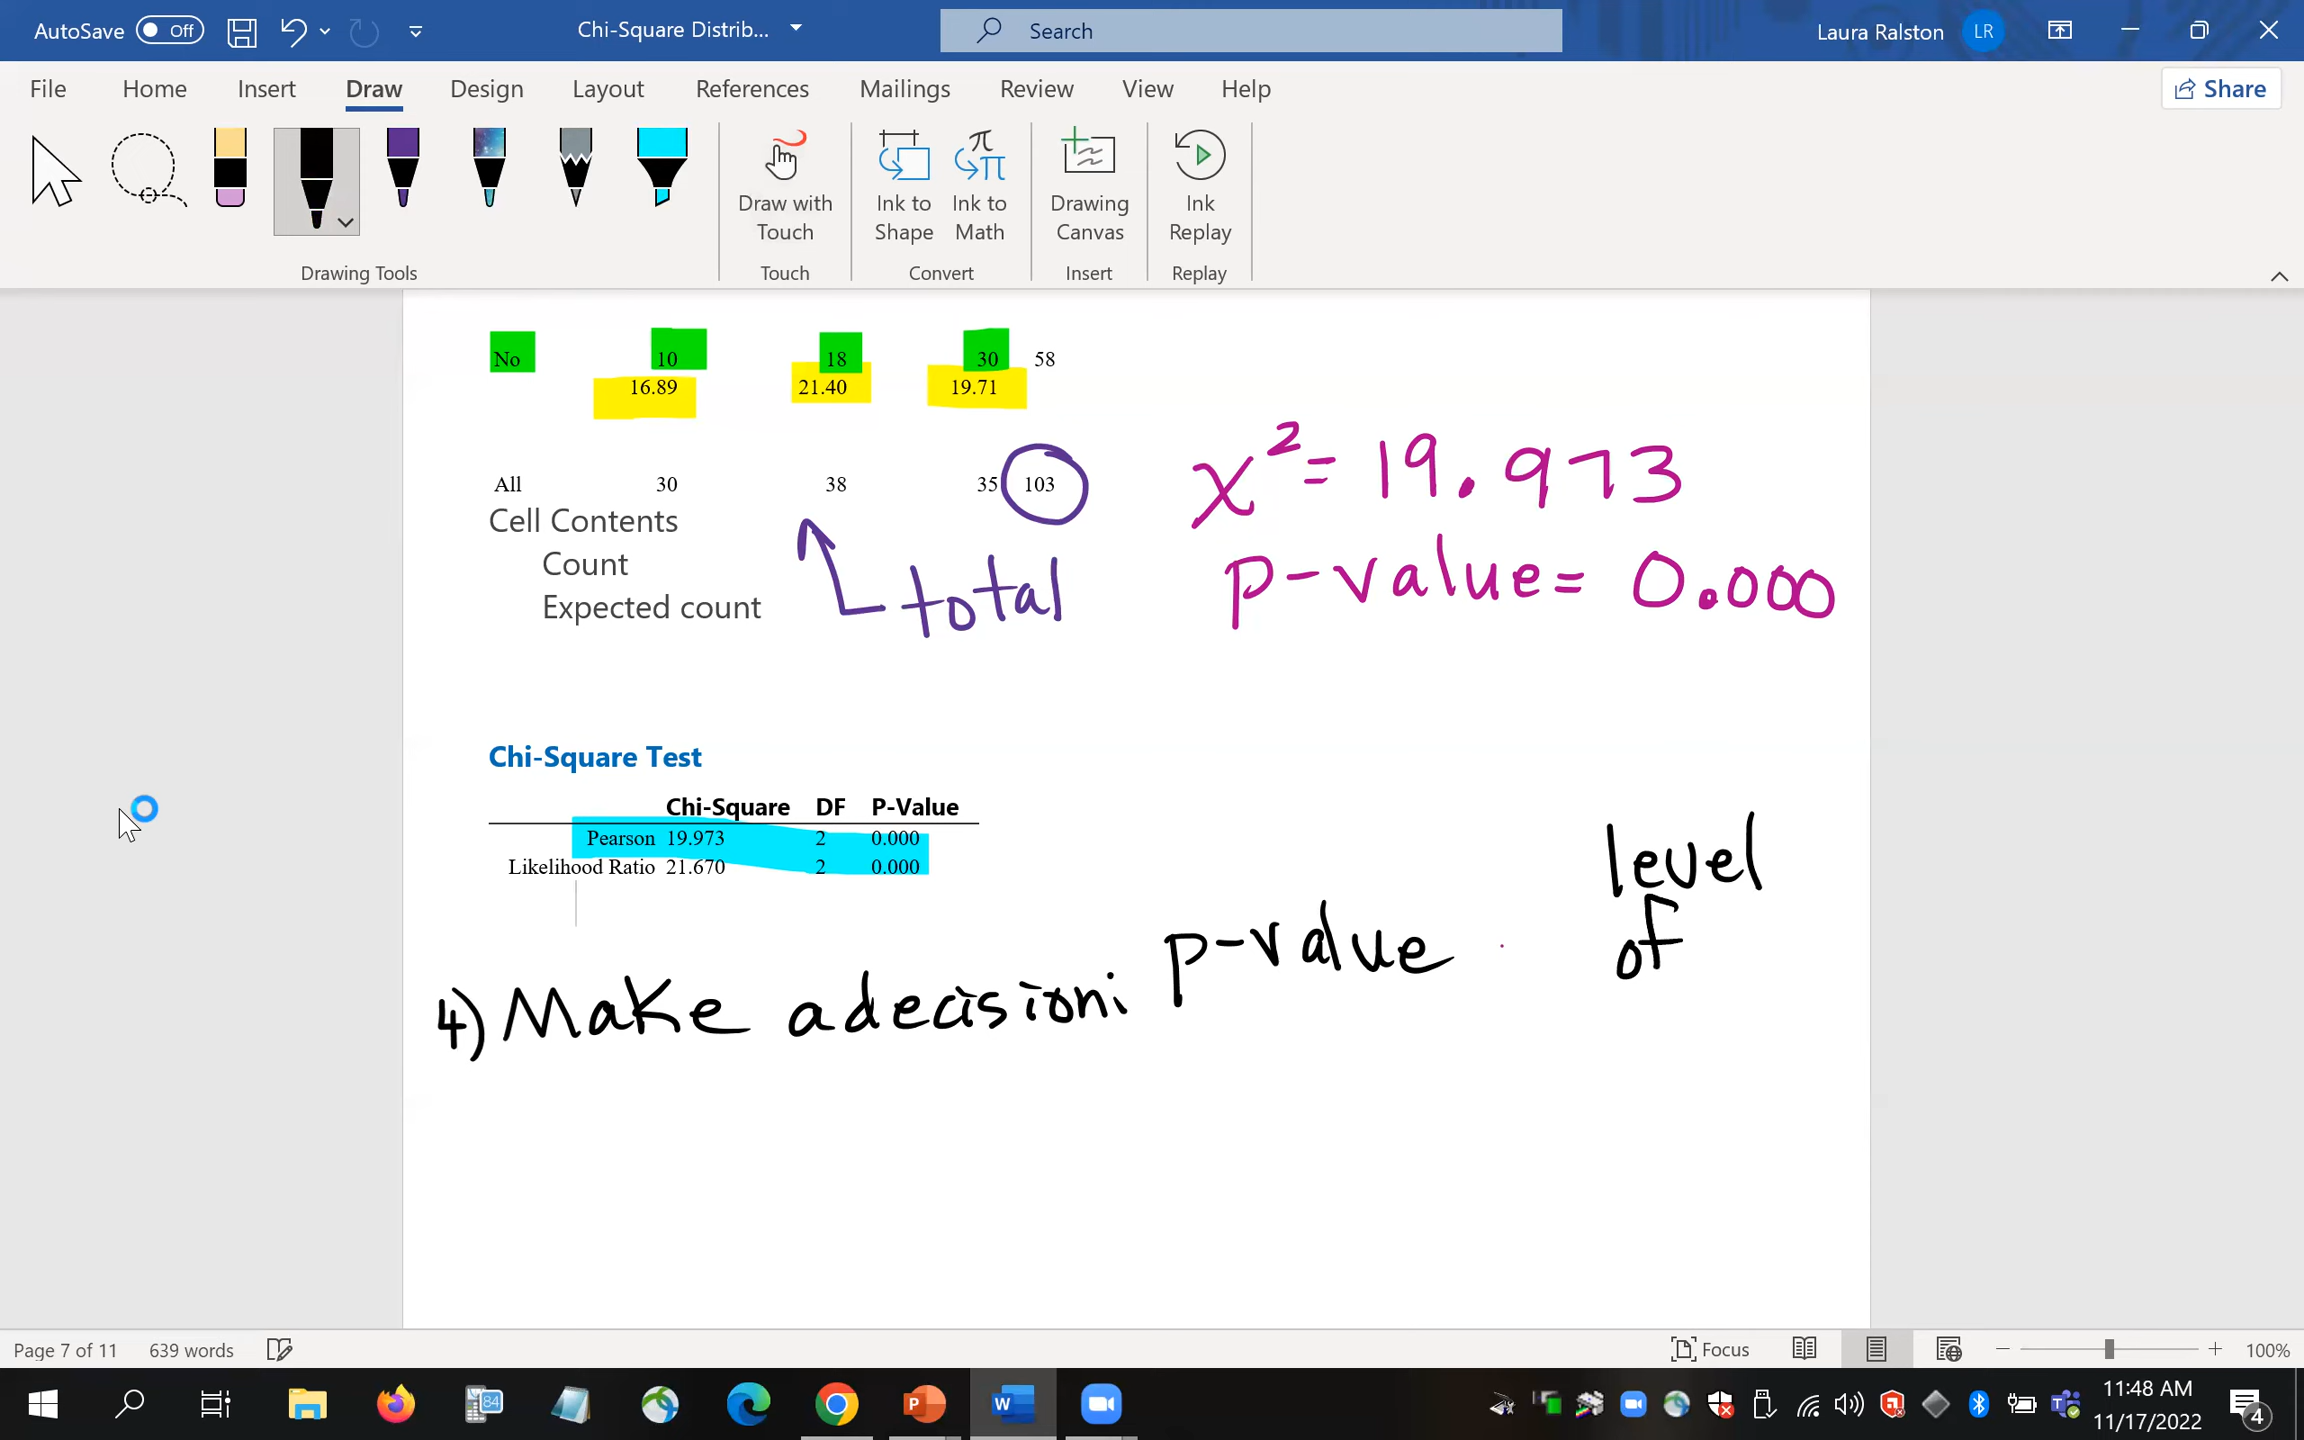 AutoSave Off Chi-Square Distrib... Search Laura Ralston LR
File Home Insert Draw Design Layout References Mailings Review View Help Share
Draw with Touch Ink to Shape Ink to Math Drawing Canvas Ink Replay
Drawing Tools Touch Convert Insert Replay
No 10 18 30 58
16.89 21.40 19.71
All 30 38 35 103
χ²= 19.973
Cell Contents
Count
Expected count
total
p-value= 0.000
Chi-Square Test
Chi-Square DF P-Value
Pearson 19.973 2 0.000
Likelihood Ratio 21.670 2 0.000
level
of
p-value
4) Make a decision:
Page 7 of 11 639 words Focus 100%
84 P W 11:48 AM
11/17/2022 4